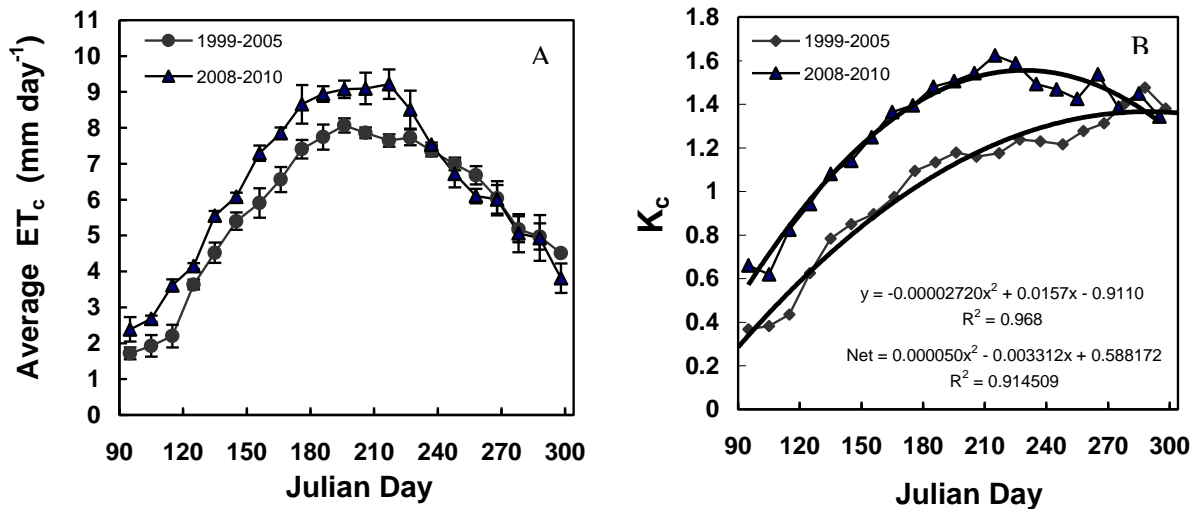 A
1999-2005
2008-2010
Average ET_c (mm day^-1)
11
10
9
8
7
6
5
4
3
2
1
0
90 120 150 180 210 240 270 300
Julian Day
B
1999-2005
2008-2010
K_c
1.8
1.6
1.4
1.2
1
0.8
0.6
0.4
0.2
0
y = -0.00002720x² + 0.0157x - 0.9110
R² = 0.968
Net = 0.000050x² - 0.003312x + 0.588172
R² = 0.914509
90 120 150 180 210 240 270 300
Julian Day